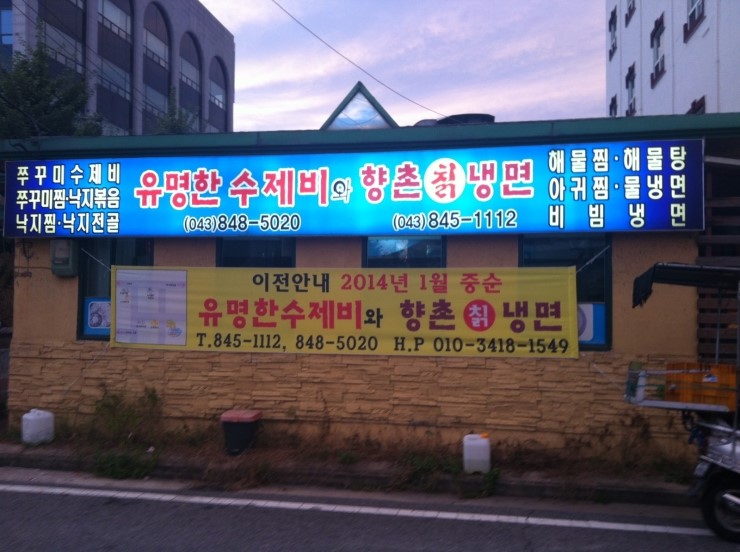 쭈꾸미수제비
쭈꾸미찜·낙지볶음
낙지찜·낙지전골
유명한 수제비와 향촌 칡 냉면
(043)848-5020 (043)845-1112
해물찜·해물탕
아귀찜·물냉면
비빔냉면
이전안내 2014년 1월 중순
유명한수제비와 향촌 칡 냉면
T.845-1112, 848-5020 H.P 010-3418-1549